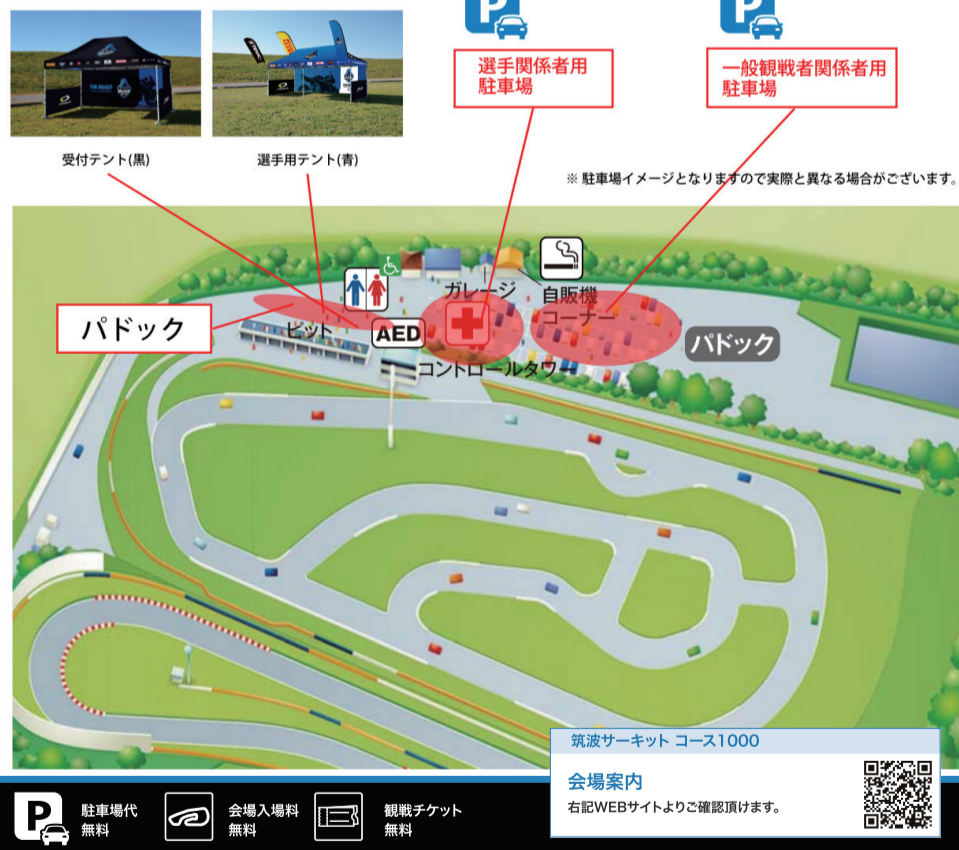 P
P
選手関係者用
駐車場
一般観戦者関係者用
駐車場
受付テント(黒)
選手用テント(青)
※ 駐車場イメージとなりますので実際と異なる場合がございます。
ガレージ
自販機
コーナー
パドック
ピット
AED
パドック
コントロールタワー
筑波サーキット コース1000
会場案内
右記WEBサイトよりご確認頂けます。
P
駐車場代
無料
会場入場料
無料
観戦チケット
無料